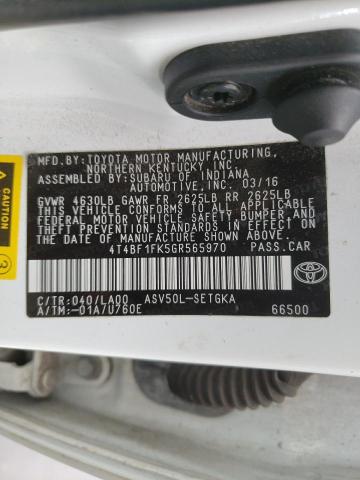 MFD.BY:TOYOTA MOTOR MANUFACTURING,
NORTHERN KENTUCKY,INC.
ASSEMBLED BY:SUBARU OF INDIANA
AUTOMOTIVE,INC. 03/16
GVWR 4630LB GAWR FR 2625LB RR 2625LB
THIS VEHICLE CONFORMS TO ALL APPLICABLE
FEDERAL MOTOR VEHICLE SAFETY,BUMPER,AND
THEFT PREVENTION STANDARDS IN EFFECT ON
THE DATE OF MANUFACTURE SHOWN ABOVE.
4T4BF1FK5GR565970 PASS.CAR
C/TR:040/LA00 ASV50L-SETGKA
A/TM:-01A/U760E 66500